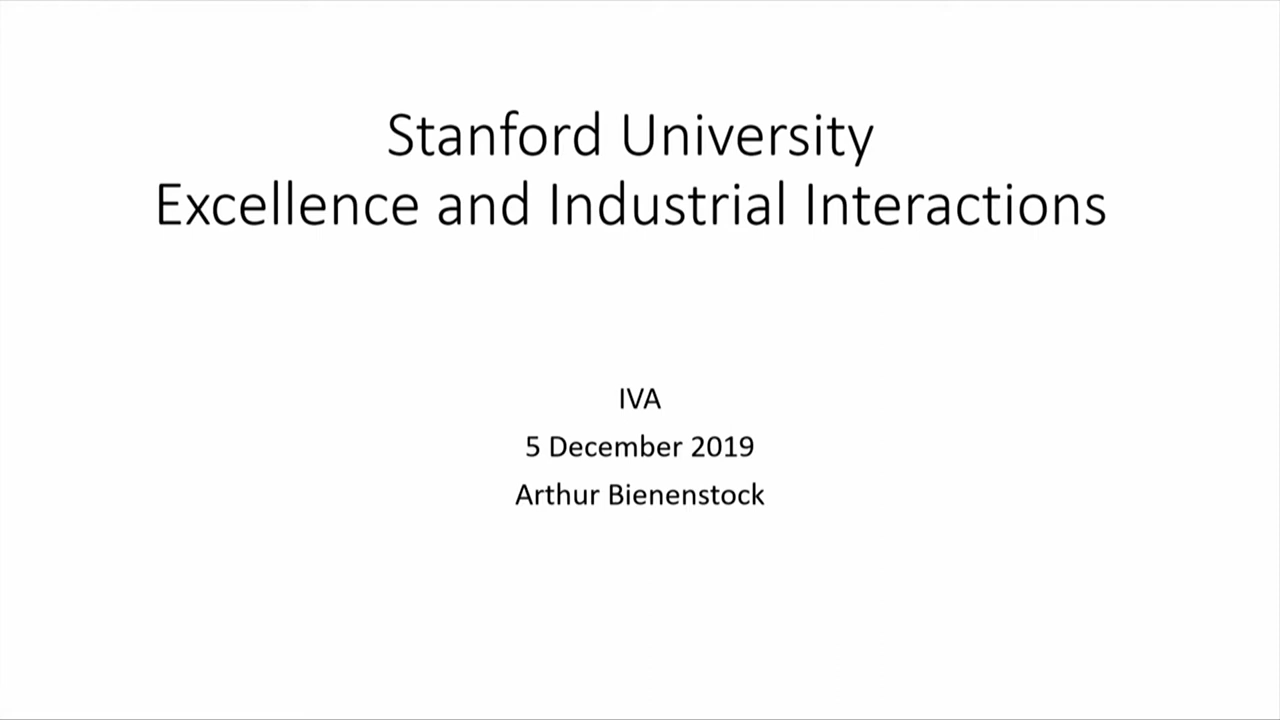 Stanford University
Excellence and Industrial Interactions
IVA
5 December 2019
Arthur Bienenstock